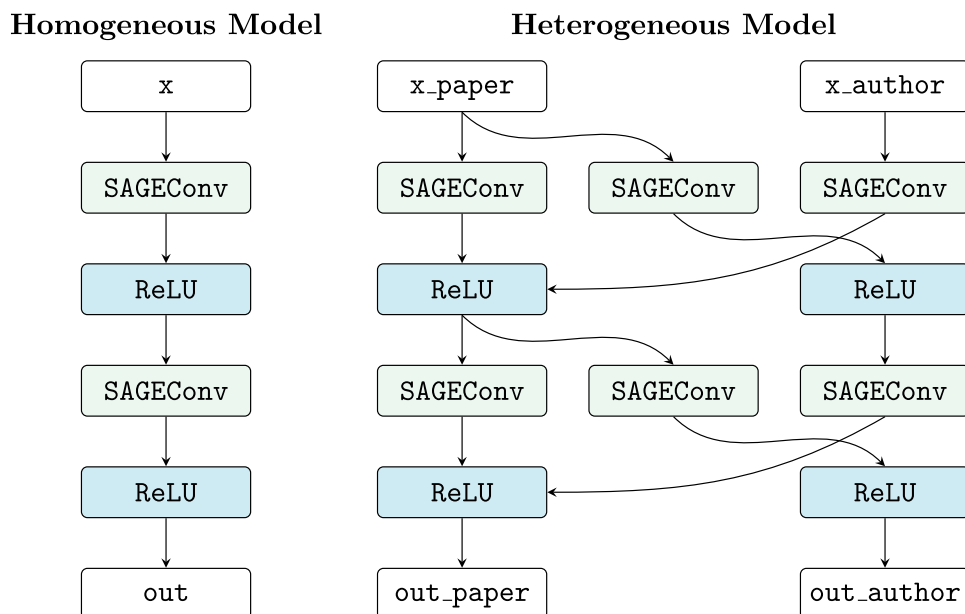 Homogeneous Model Heterogeneous Model
x x_paper x_author
SAGEConv SAGEConv SAGEConv SAGEConv
ReLU ReLU ReLU
SAGEConv SAGEConv SAGEConv SAGEConv
ReLU ReLU ReLU
out out_paper out_author